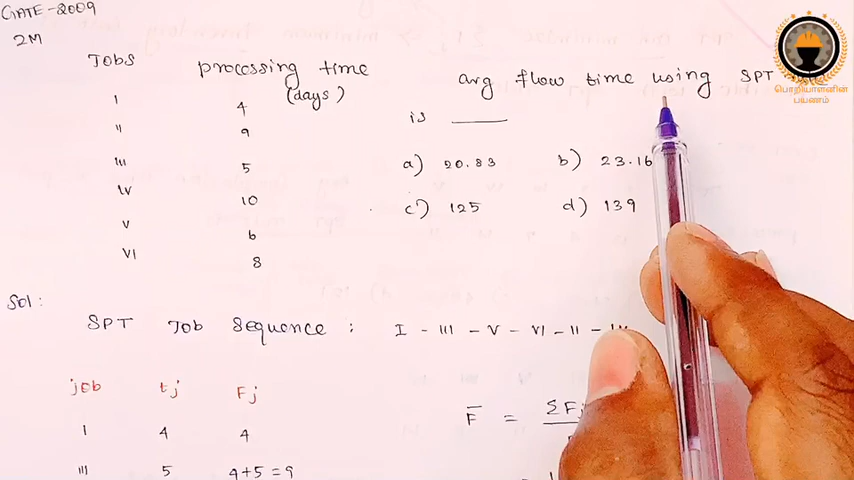 GATE-2009
2M
Jobs processing time (days)
I 4
II 9
III 5
IV 10
V 6
VI 8
avg flow time using SPT
is ____
a) 20.83 b) 23.16
c) 125 d) 139
Sol:
SPT Job Sequence : I - III - V - VI - II -
job tj Fj
I 4 4
III 5 4+5=9
F̅ = ΣFj
=
பொறியாளனின்
பயணம்